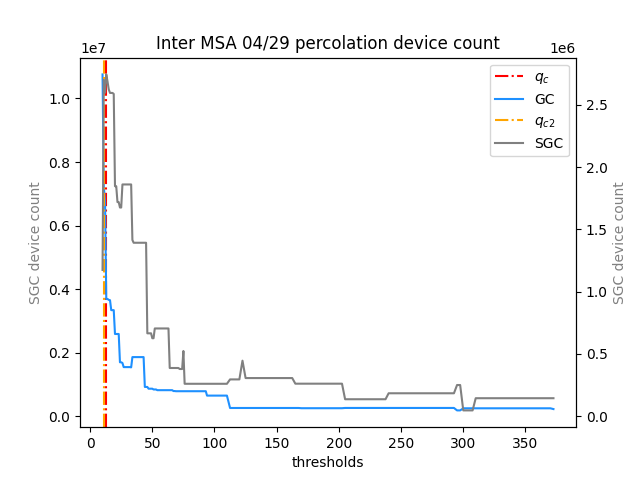 Inter MSA 04/29 percolation device count
1e7
1e6
q_c
GC
q_{c2}
SGC
1.0
0.8
0.6
0.4
0.2
0.0
SGC device count
2.5
2.0
1.5
1.0
0.5
0.0
SGC device count
0 50 100 150 200 250 300 350
thresholds